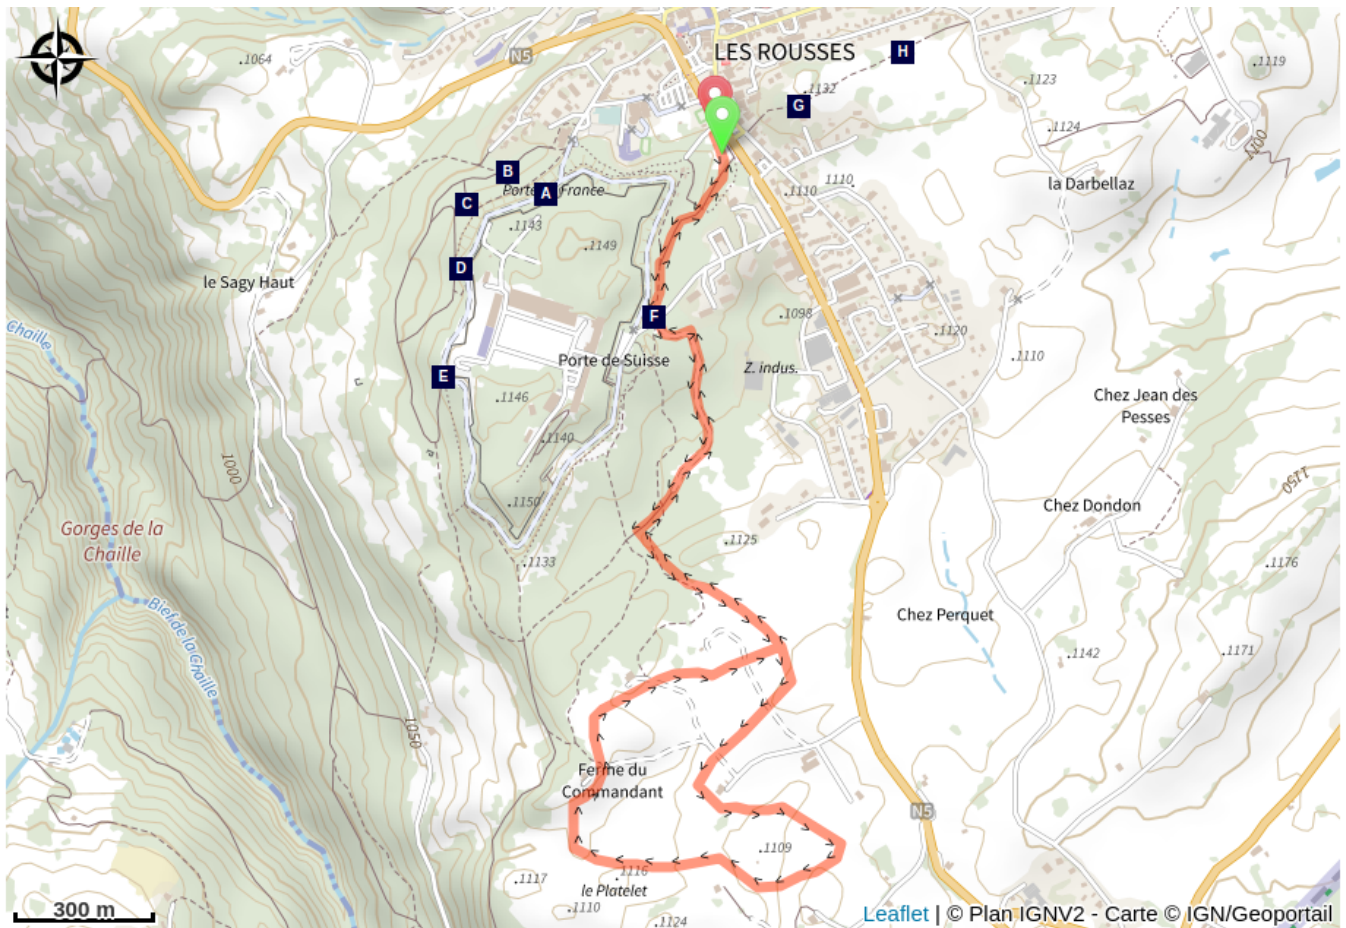 LES ROUSSES
H
N5
.1064
.1119
.1123
.1132
G
.1124
1100
B
la Darbellaz
Porte de France
A
.1110
1110.
C
.1143
.1149
D
le Sagy Haut
F
.1098
Chaille
.1120
Porte de Suisse
Z. indus.
.1110
E
.1146
Chez Jean des
Pesses
.1140
1000
1150
.1150
Chez Dondon
Gorges de la
Chaille
.1125
.1133
.1176
Bief de la Chaille
Chez Perquet
.1142
.1171
1050
Ferme du
Commandant
N5
.1109
.1116
.1117
le Platelet
.1110
.1124
300 m
Leaflet | © Plan IGNV2 - Carte © IGN/Geoportail